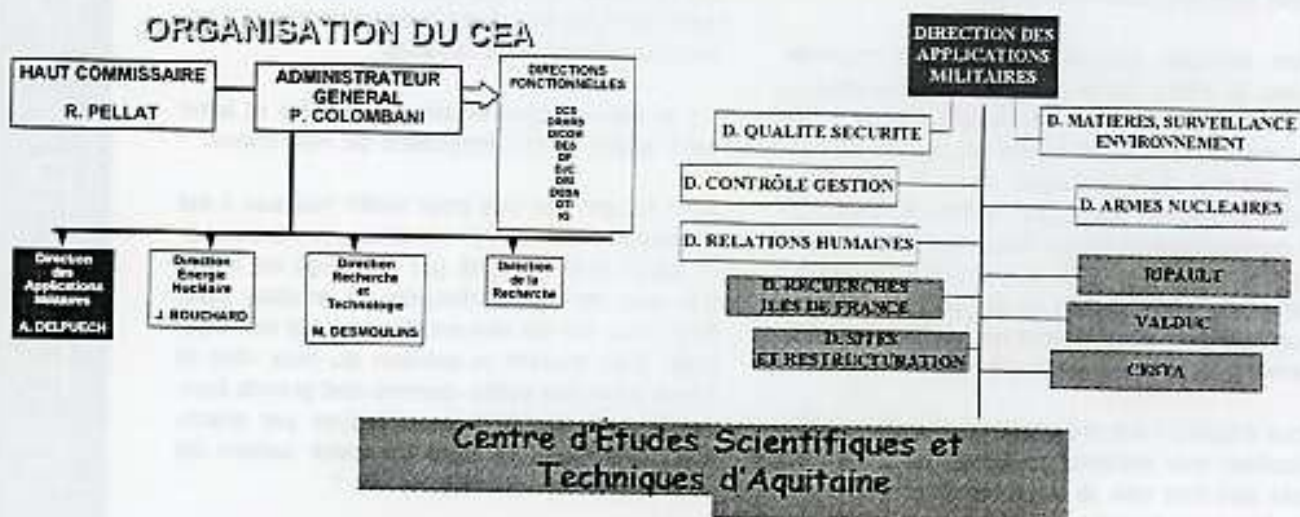 ORGANISATION DU CEA
HAUT COMMISSAIRE
R. PELLAT
ADMINISTRATEUR
GENERAL
P. COLOMBANI
DIRECTIONS
FONCTIONNELLES
DICOM
Direction
des
Applications
Militaires
A. DELPUECH
Direction
Energie
Nucléaire
J. BOUCHARD
Direction
Recherche
et
Technologie
M. DESMOULINS
Direction
de la
Recherche
DIRECTION DES
APPLICATIONS
MILITAIRES
D. QUALITE SECURITE
D. MATIERES, SURVEILLANCE
ENVIRONNEMENT
D. CONTRÔLE GESTION
D. ARMES NUCLEAIRES
D. RELATIONS HUMAINES
RIPAULT
D. RECHERCHES
ILES DE FRANCE
VALDUC
D. SITES
ET RESTRUCTURATION
CESTA
Centre d'Etudes Scientifiques et
Techniques d'Aquitaine